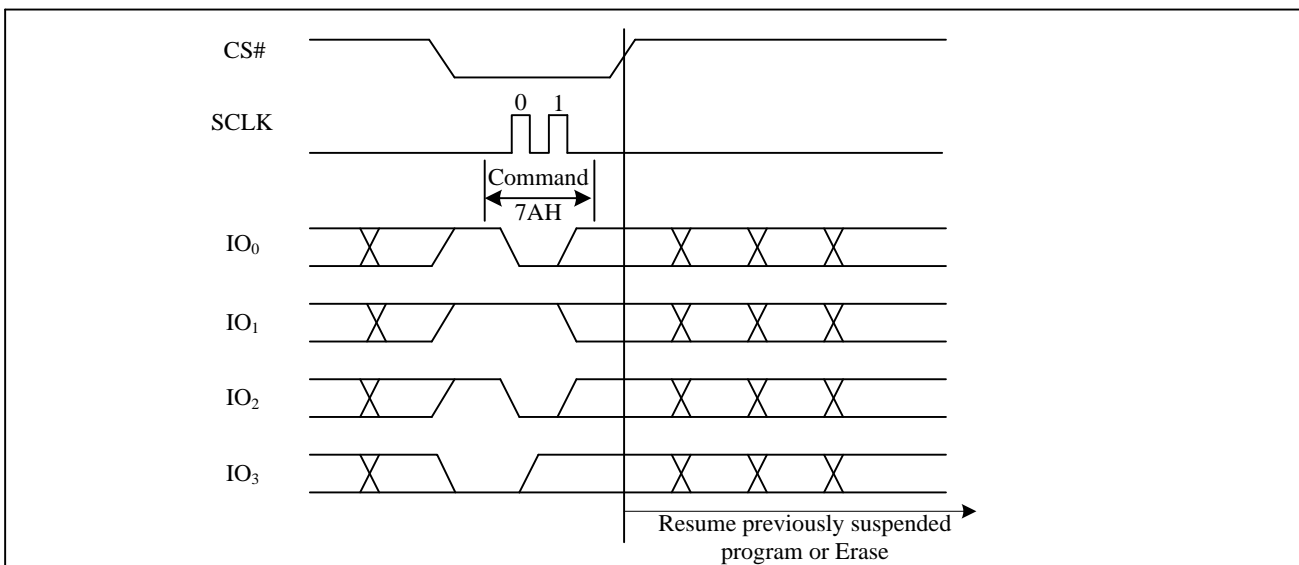 CS#
0 1
SCLK
Command
7AH
IO₀
IO₁
IO₂
IO₃
Resume previously suspended
program or Erase